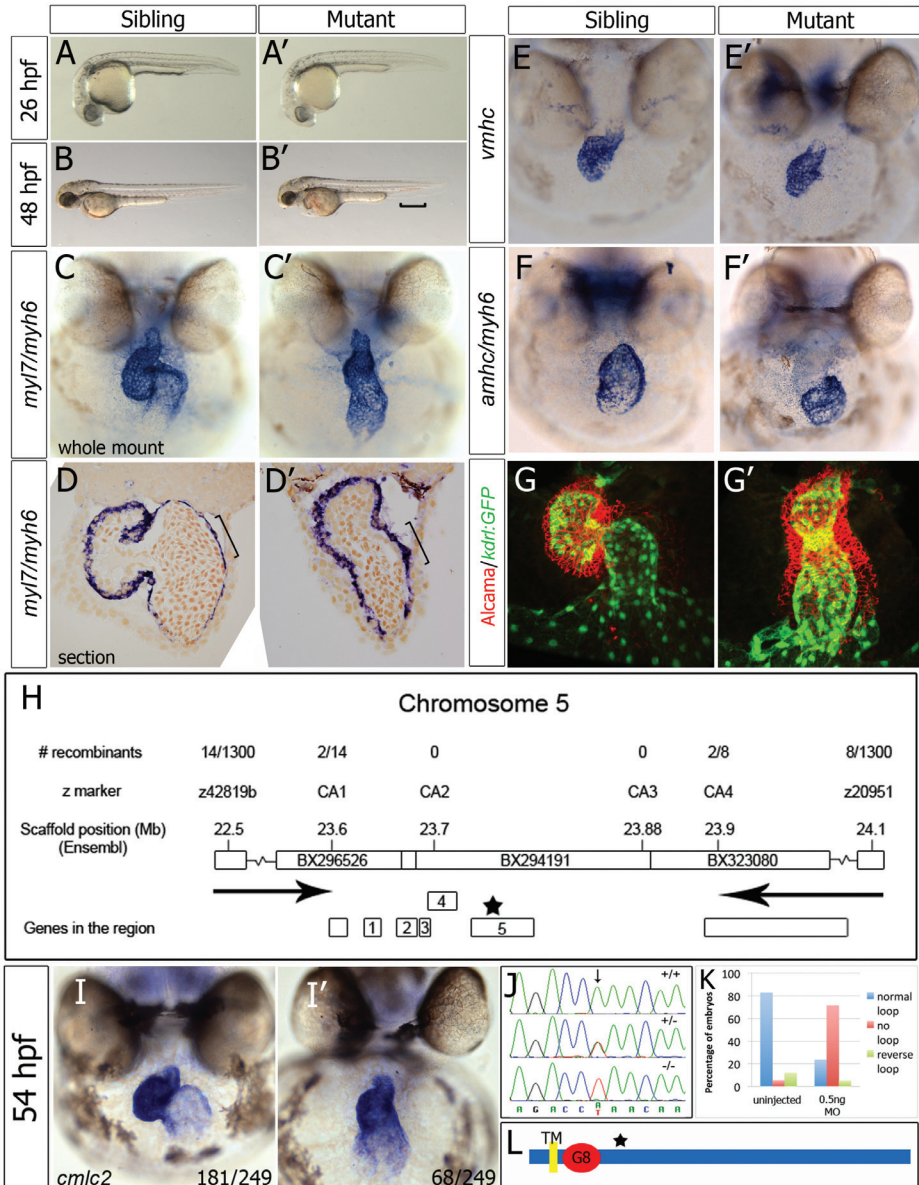 Sibling Mutant Sibling Mutant
26 hpf
A A'
E E'
vmhc
48 hpf
B B'
myl7/myh6
C C'
whole mount
F F'
amhc/myh6
myl7/myh6
D D'
section
G G'
Alcama/kdrl:GFP
H
Chromosome 5
# recombinants 14/1300 2/14 0 0 2/8 8/1300
z marker z42819b CA1 CA2 CA3 CA4 z20951
Scaffold position (Mb) 22.5 23.6 23.7 23.88 23.9 24.1
(Ensembl)
BX296526 BX294191 BX323080
4
Genes in the region 1 2 3 5
54 hpf
I I'
cmlc2 181/249 68/249
J
+/+
+/-
-/-
A
A G A C C T A A C A A
K
Percentage of embryos
100
80
60
40
20
0
uninjected 0.5ng
MO
normal
loop
no
loop
reverse
loop
L
TM
G8